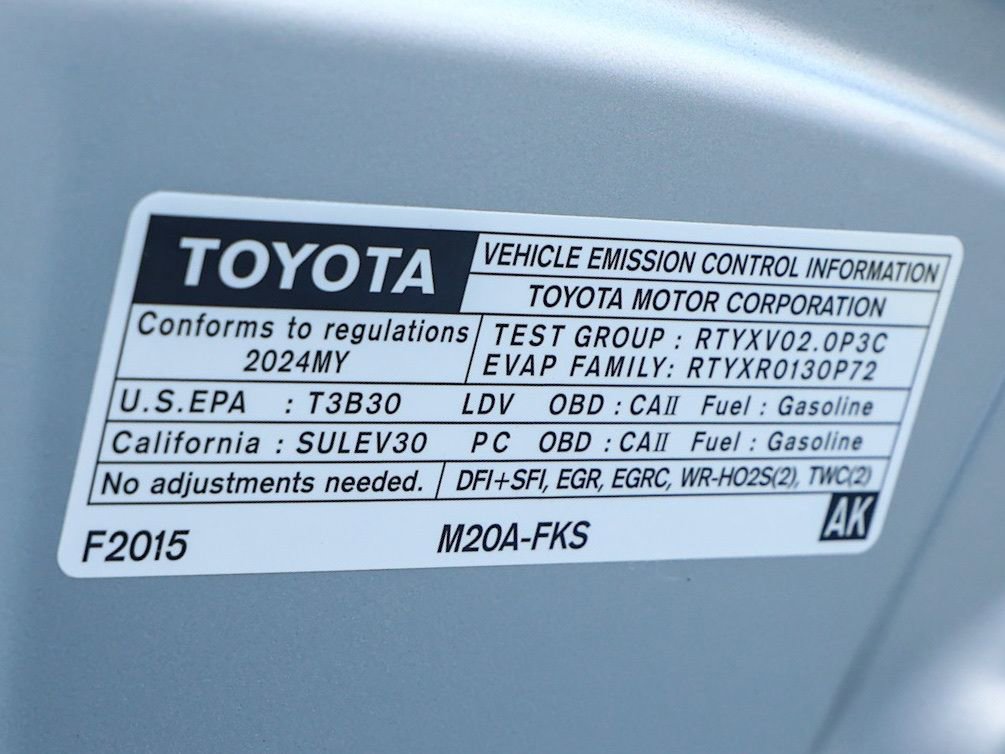 TOYOTA
VEHICLE EMISSION CONTROL INFORMATION
TOYOTA MOTOR CORPORATION
Conforms to regulations
2024MY
TEST GROUP : RTYXV02.0P3C
EVAP FAMILY: RTYXR0130P72
U.S.EPA : T3B30 LDV OBD : CAⅡ Fuel : Gasoline
California : SULEV30 PC OBD : CAⅡ Fuel : Gasoline
No adjustments needed. DFI+SFI, EGR, EGRC, WR-HO2S(2), TWC(2)
F2015 M20A-FKS AK